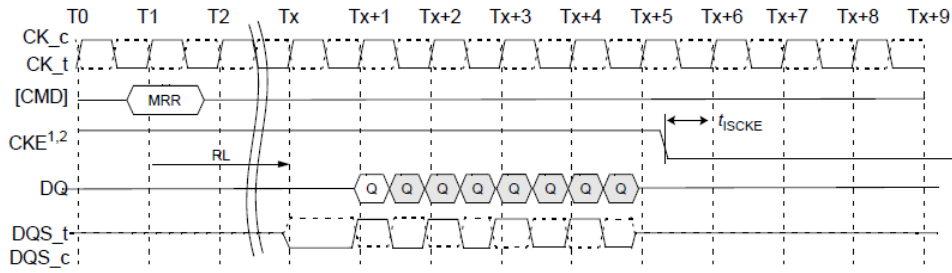 T0 T1 T2 Tx Tx+1 Tx+2 Tx+3 Tx+4 Tx+5 Tx+6 Tx+7 Tx+8 Tx+9
CK_c
CK_t
[CMD] MRR
CKE1,2 tISCKE
RL
DQ Q Q Q Q Q Q Q Q
DQS_t
DQS_c